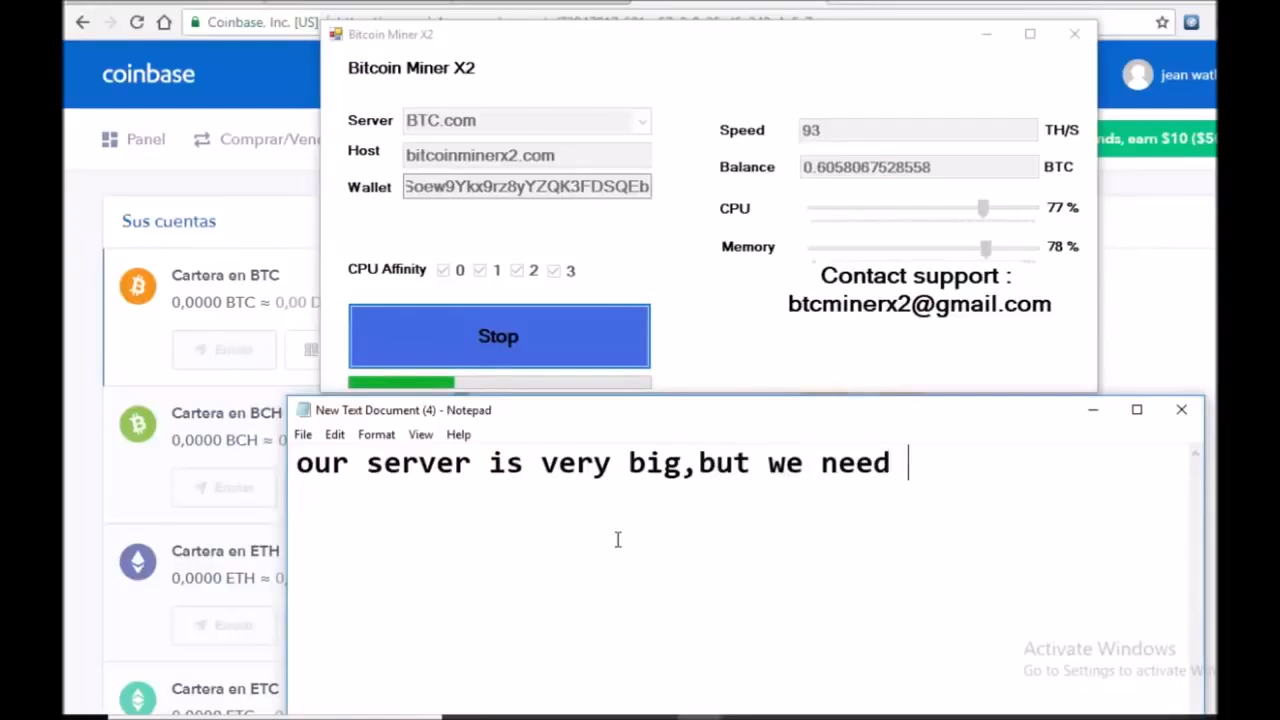 Coinbase, Inc. [US]
Bitcoin Miner X2
coinbase
Bitcoin Miner X2
jean wat
Server
BTC.com
Speed
93
TH/S
Panel
Comprar/Ven
Host
bitcoinminerx2.com
nds, earn $10 ($5
Wallet
Soew9Ykx9rz8yYZQK3FDSQEb
Balance
0.6058067528558
BTC
CPU
77 %
Sus cuentas
Memory
78 %
CPU Affinity
0
1
2
3
Contact support :
btcminerx2@gmail.com
Cartera en BTC
0,0000 BTC ≈ 0,00 D
Stop
New Text Document (4) - Notepad
File Edit Format View Help
our server is very big,but we need
Cartera en BCH
0,0000 BCH ≈ 0
Cartera en ETH
0,0000 ETH ≈ 0,
Activate Windows
Go to Settings to activate W
Cartera en ETC